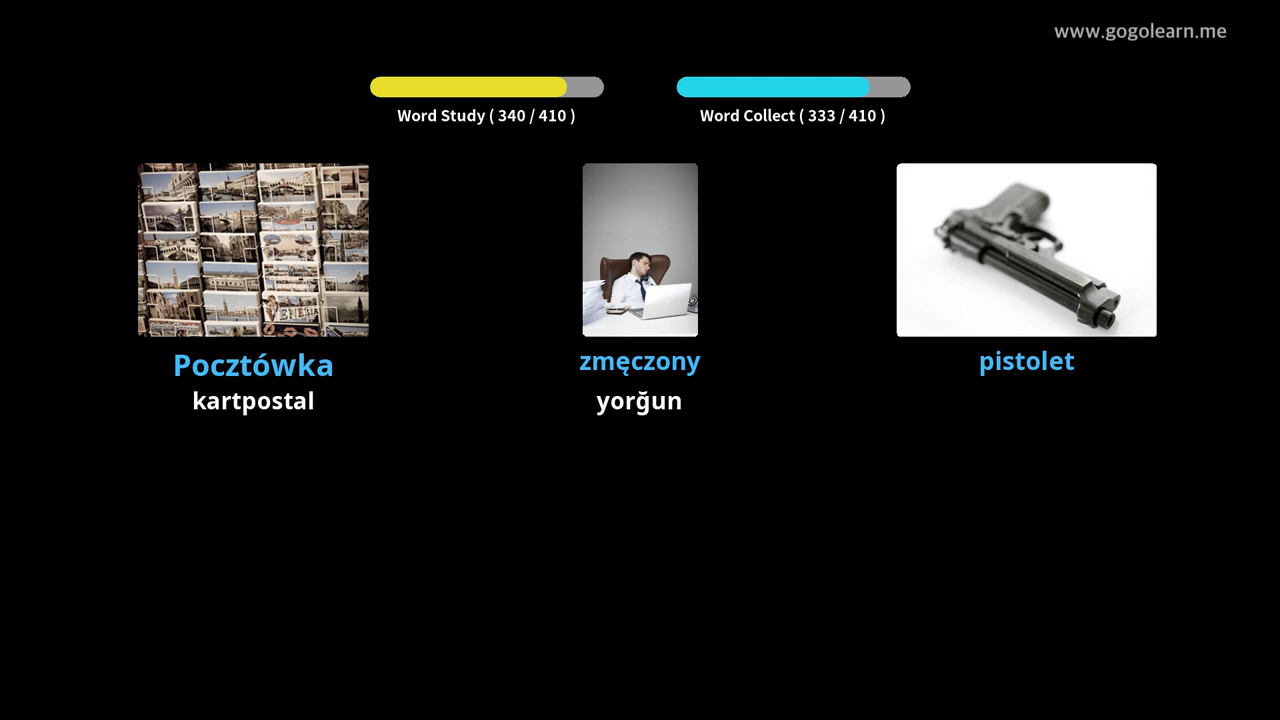 www.gogolearn.me
Word Study ( 340 / 410 )
Word Collect ( 333 / 410 )
Pocztówka
kartpostal
zmęczony
yorğun
pistolet